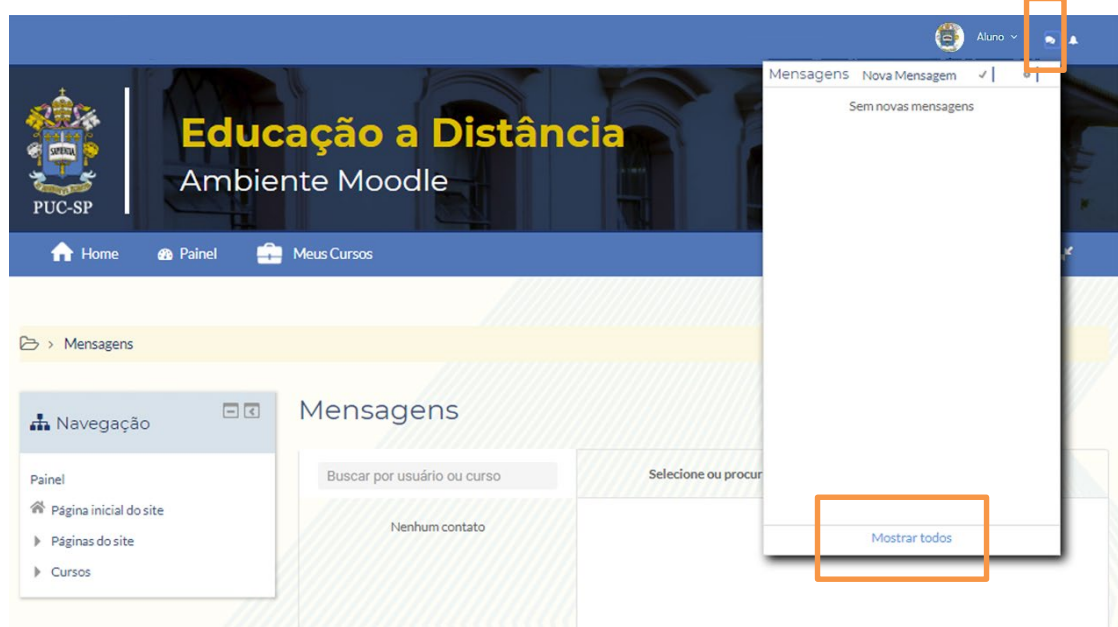 Aluno
Mensagens Nova Mensagem
Sem novas mensagens
Educação a Distância
Ambiente Moodle
SAPIENTIA
PUC-SP
Home Painel Meus Cursos
Mensagens
Navegação
Mensagens
Painel
Página inicial do site
Páginas do site
Cursos
Buscar por usuário ou curso
Nenhum contato
Selecione ou procur
Mostrar todos